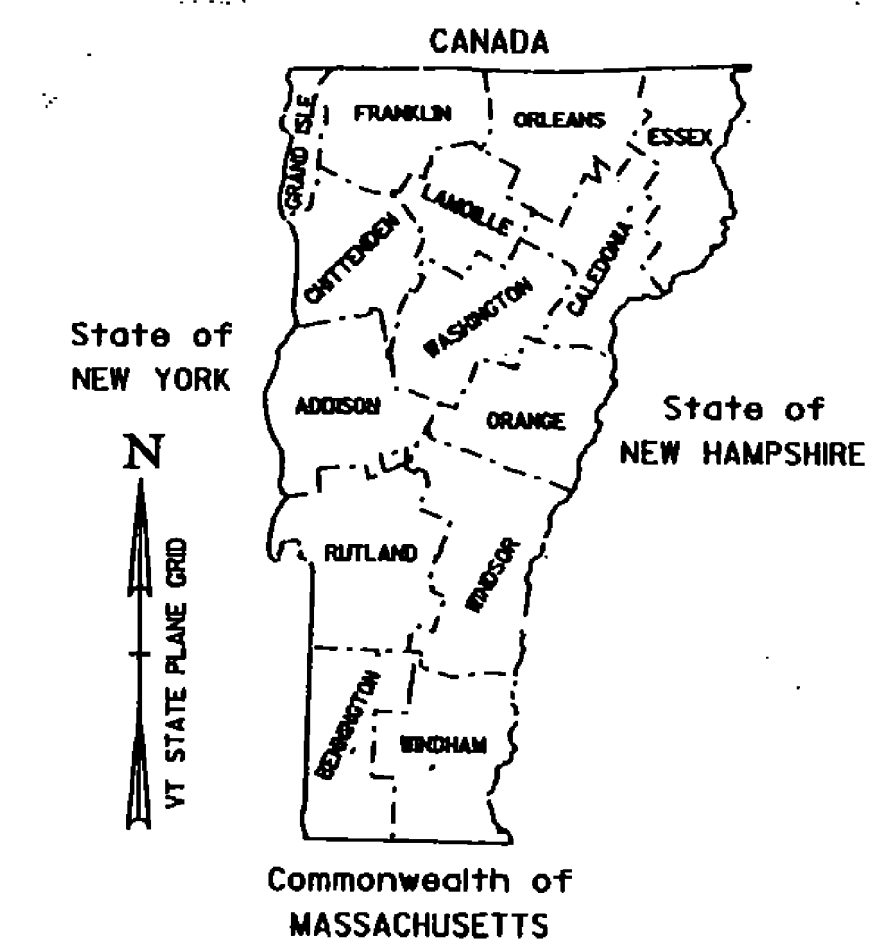 CANADA
GRAND ISLE
FRANKLIN
ORLEANS
ESSEX
LAMOILLE
CHITTENDEN
CALEDONIA
WASHINGTON
State of
NEW YORK
ADDISON
ORANGE
State of
NEW HAMPSHIRE
N
VT STATE PLANE GRID
RUTLAND
WINDSOR
BENNINGTON
WINDHAM
Commonwealth of
MASSACHUSETTS